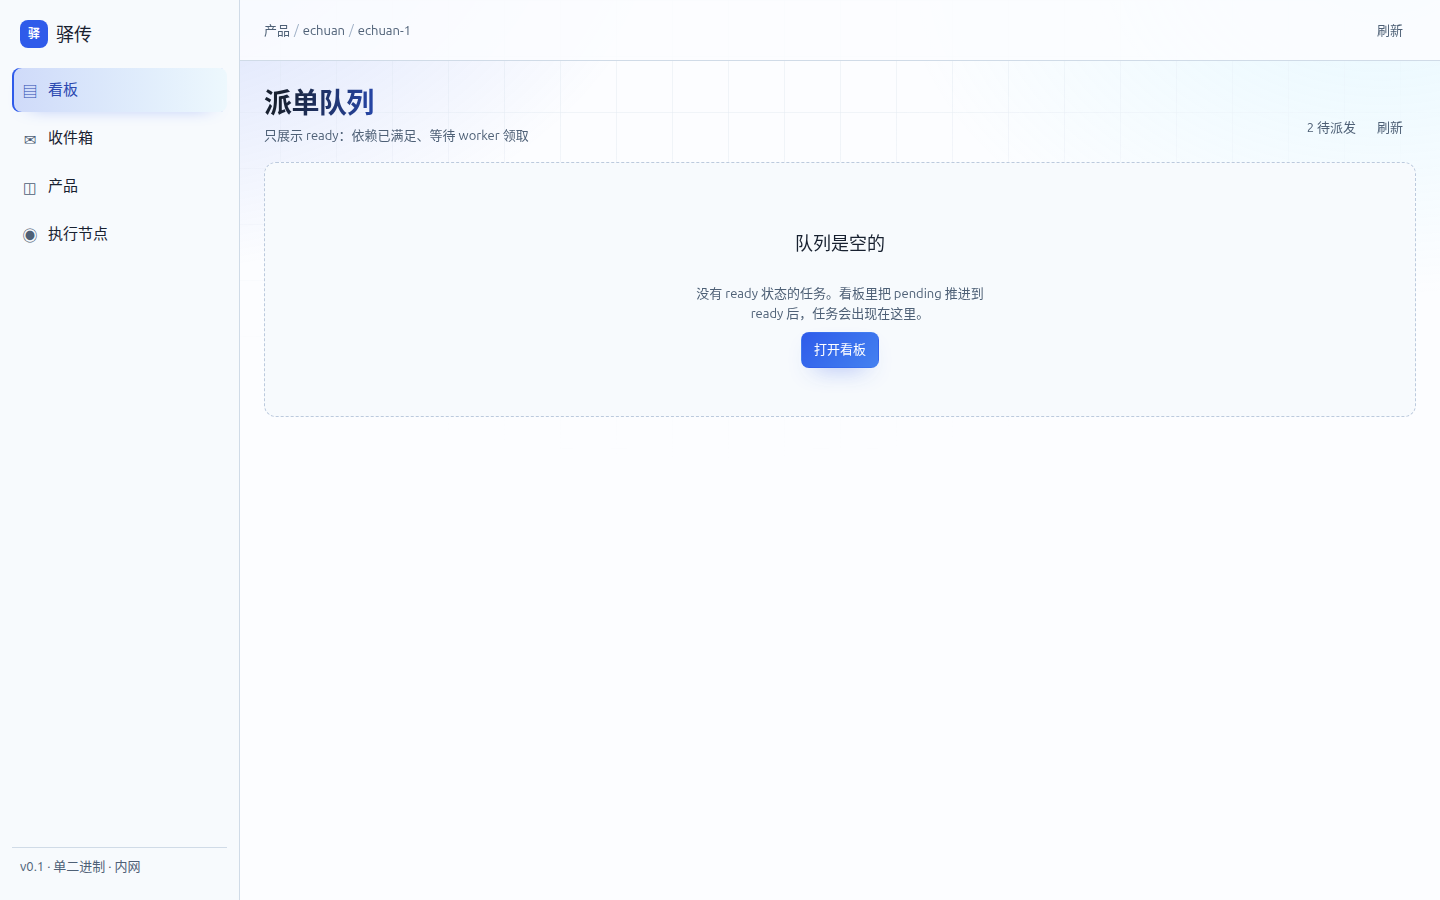 驿 驿传
看板
收件箱
产品
执行节点
v0.1 · 单二进制 · 内网
产品 / echuan / echuan-1
刷新
派单队列
只展示 ready：依赖已满足、等待 worker 领取
2 待派发 刷新
队列是空的
没有 ready 状态的任务。看板里把 pending 推进到
ready 后，任务会出现在这里。
打开看板